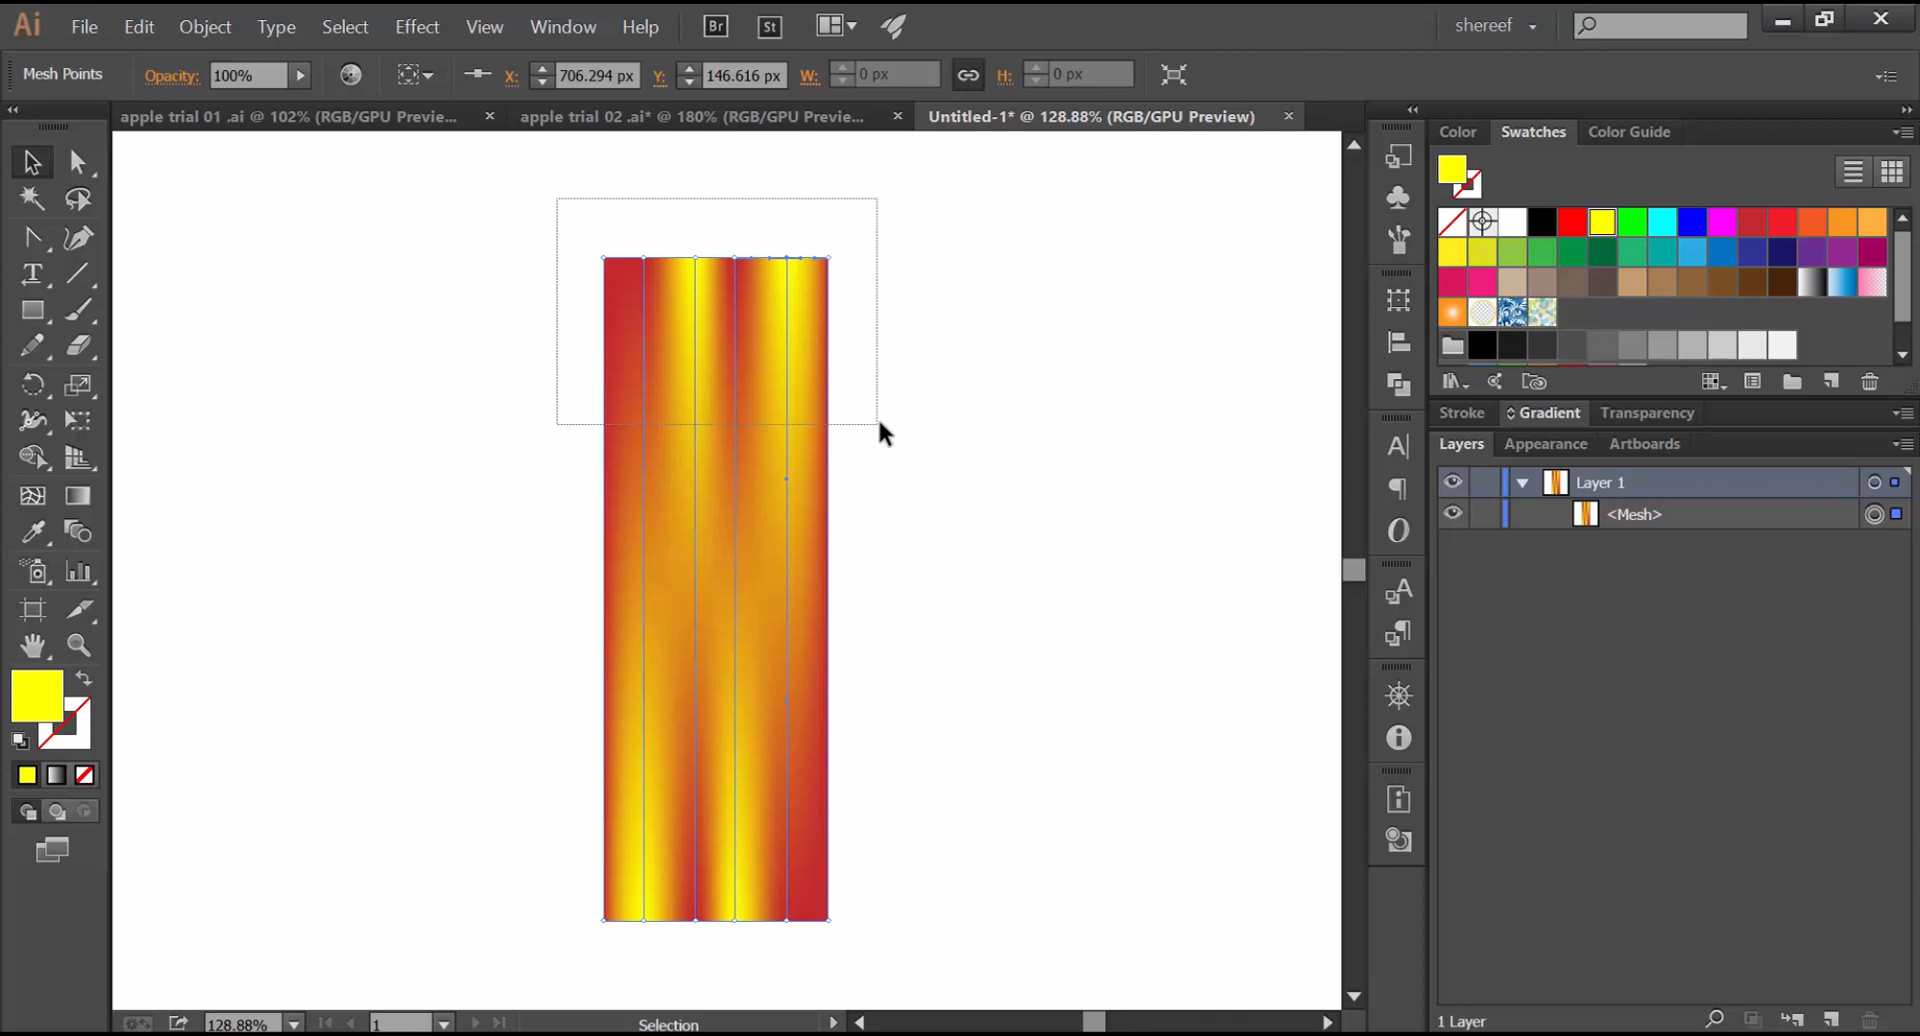 Ai File Edit Object Type Select Effect View Window Help Br St shereef
Mesh Points Opacity: 100% X: 706.294 px Y: 146.616 px W: 0 px H: 0 px
apple trial 01 .ai @ 102% (RGB/GPU Previe... × apple trial 02 .ai* @ 180% (RGB/GPU Previe... × Untitled-1* @ 128.88% (RGB/GPU Preview) ×
Color Swatches Color Guide
Stroke Gradient Transparency
Layers Appearance Artboards
Layer 1
<Mesh>
128.88% 1 Selection 1 Layer